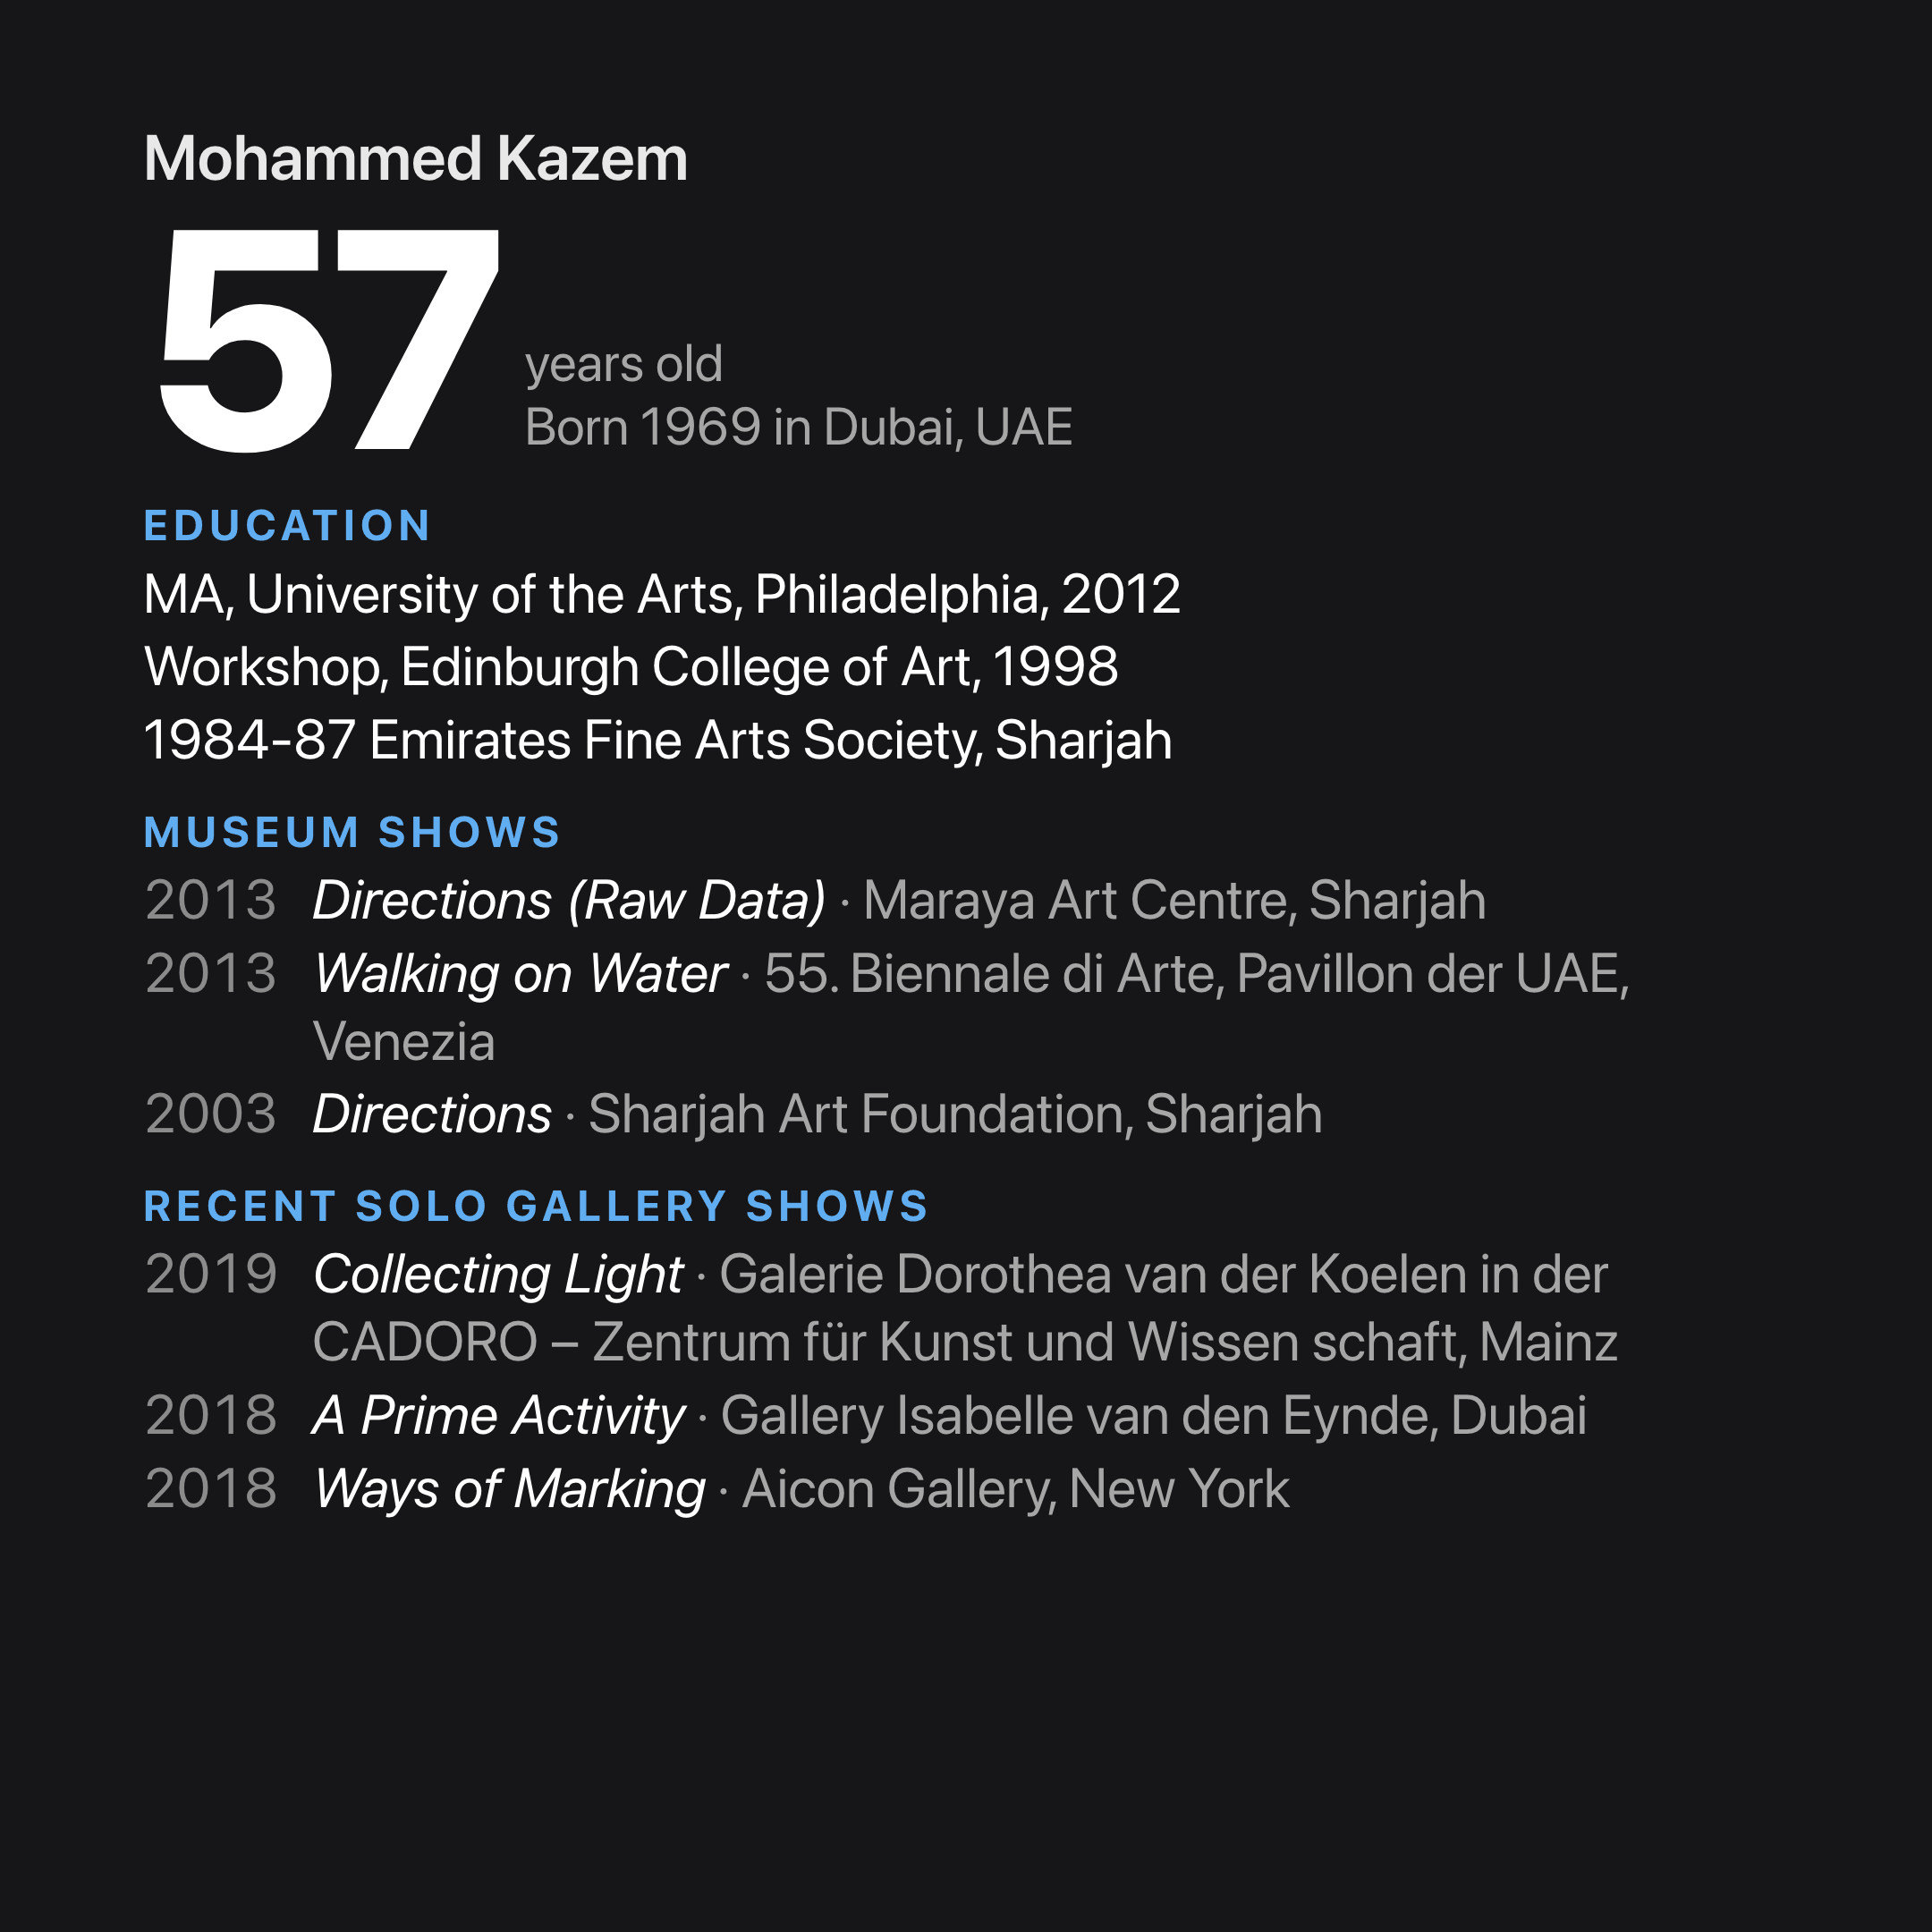 Mohammed Kazem
57
years old
Born 1969 in Dubai, UAE
EDUCATION
MA, University of the Arts, Philadelphia, 2012
Workshop, Edinburgh College of Art, 1998
1984-87 Emirates Fine Arts Society, Sharjah
MUSEUM SHOWS
2013 Directions (Raw Data) · Maraya Art Centre, Sharjah
2013 Walking on Water · 55. Biennale di Arte, Pavillon der UAE,
Venezia
2003 Directions · Sharjah Art Foundation, Sharjah
RECENT SOLO GALLERY SHOWS
2019 Collecting Light · Galerie Dorothea van der Koelen in der
CADORO – Zentrum für Kunst und Wissen schaft, Mainz
2018 A Prime Activity · Gallery Isabelle van den Eynde, Dubai
2018 Ways of Marking · Aicon Gallery, New York